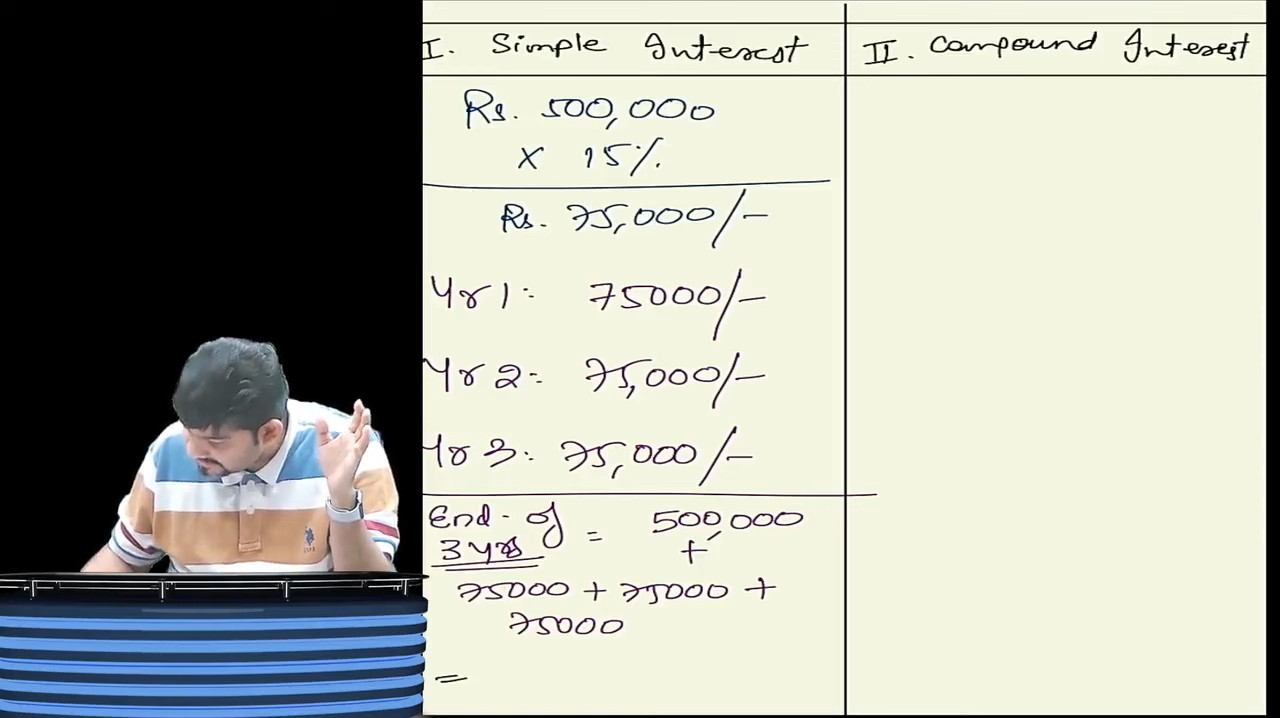 I. Simple Interest
II. Compound Interest
Rs. 500,000
x 15%
Rs. 75,000/-
Yr 1: 75000/-
Yr 2: 75,000/-
Yr 3: 75,000/-
End of
3 yrs
= 500,000
+
75000 + 75000 +
75000
=